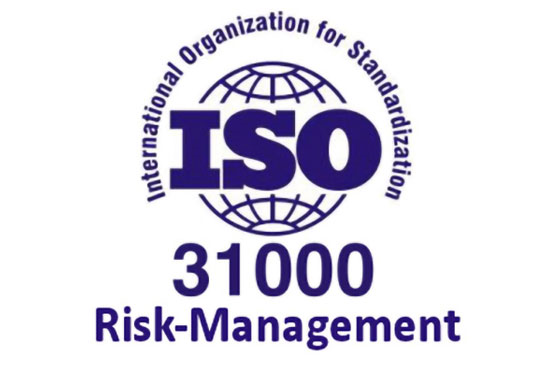 International Organization for Standardization
ISO
31000
Risk-Management